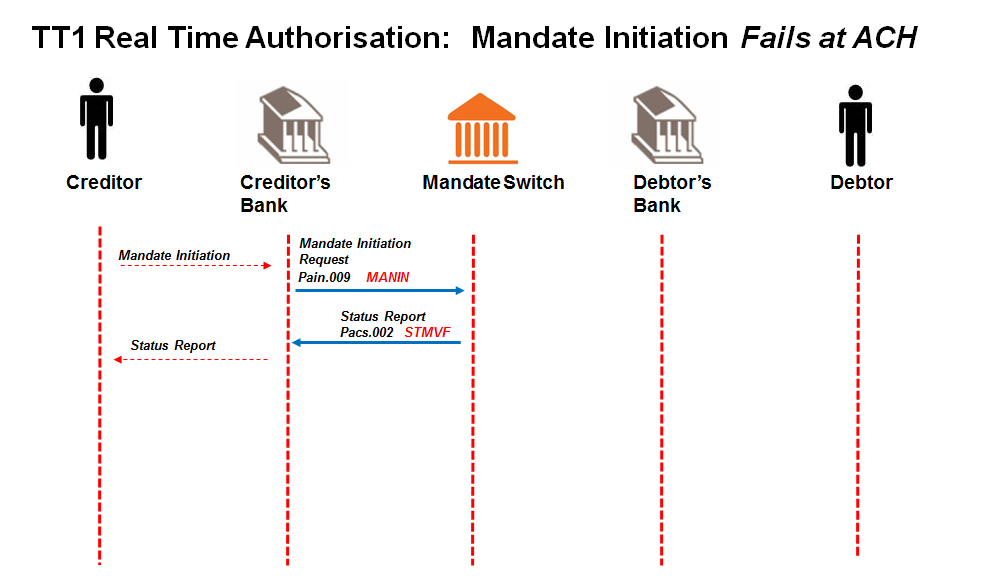 TT1 Real Time Authorisation: Mandate Initiation Fails at ACH
Creditor
Creditor's
Bank
Mandate Switch
Debtor's
Bank
Debtor
Mandate Initiation
Mandate Initiation
Request
Pain.009 MANIN
Status Report
Pacs.002 STMVF
Status Report